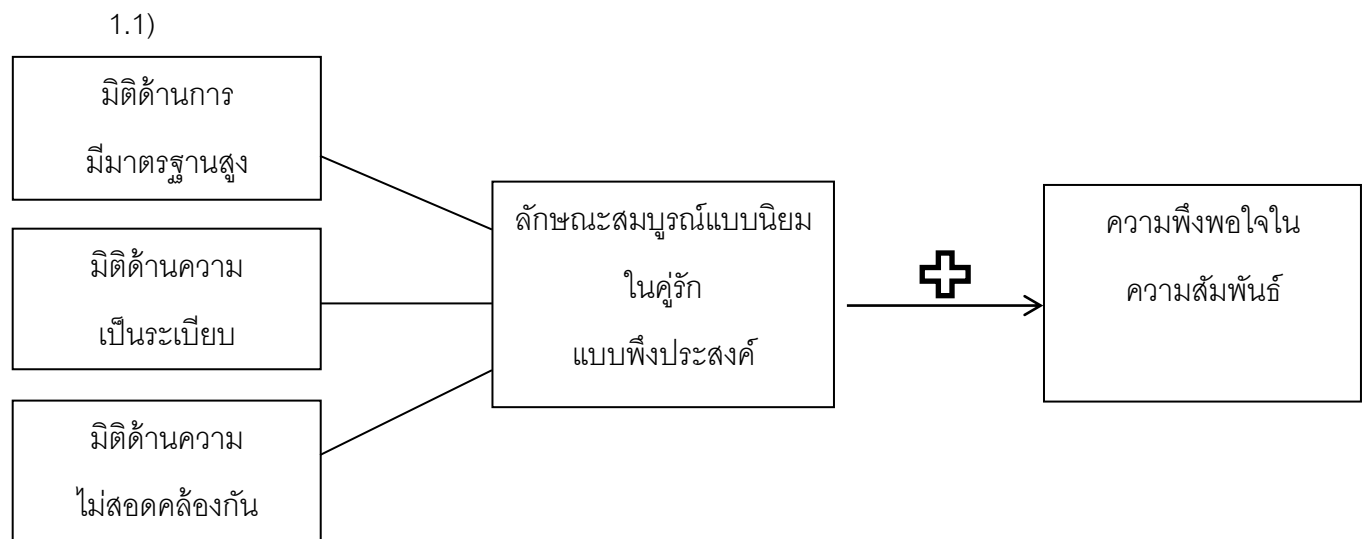 1.1)
มิติด้านการ
มีมาตรฐานสูง
มิติด้านความ
เป็นระเบียบ
มิติด้านความ
ไม่สอดคล้องกัน
ลักษณะสมบูรณ์แบบนิยม
ในคู่รัก
แบบพึงประสงค์
ความพึงพอใจใน
ความสัมพันธ์